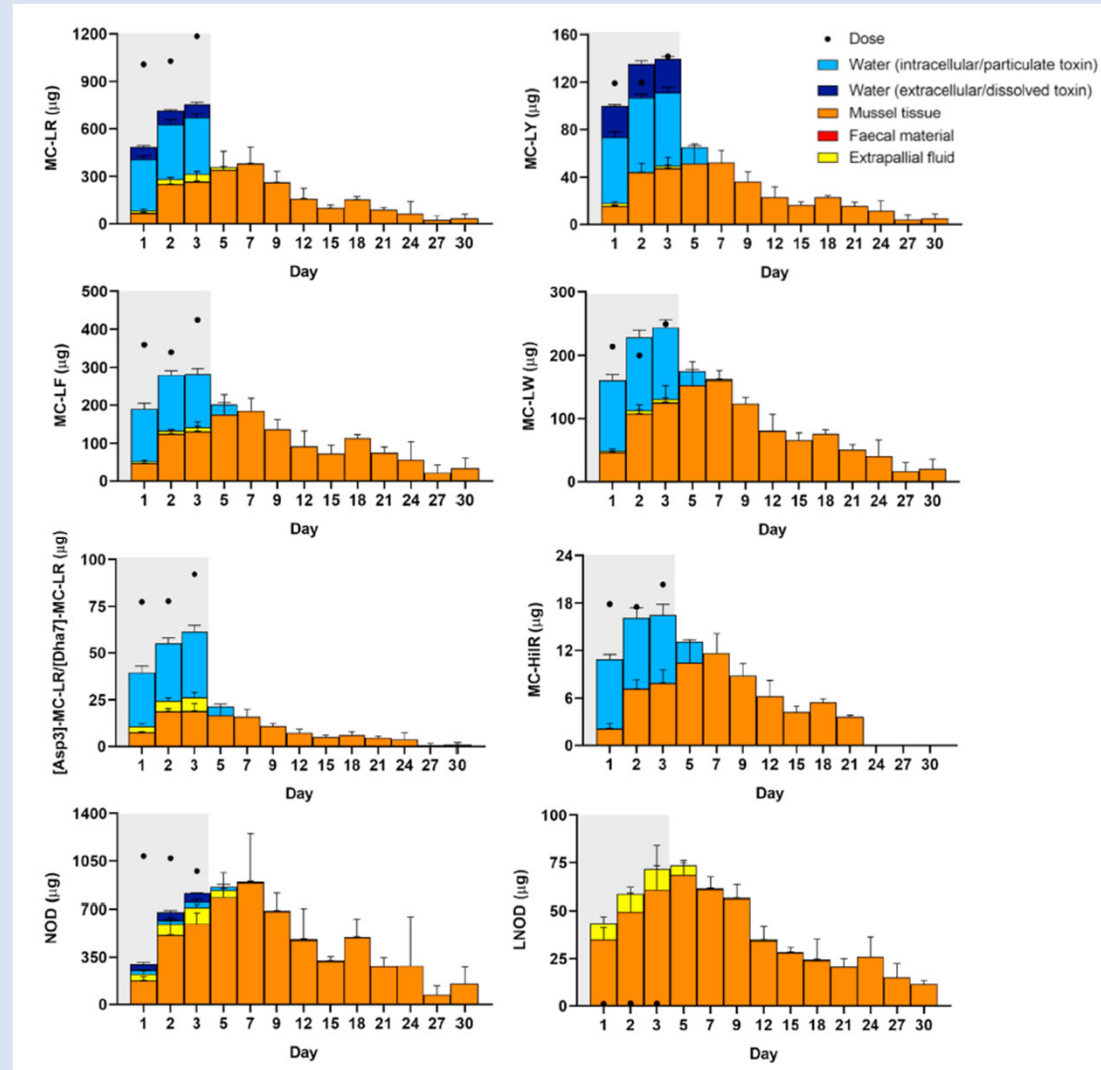 1200
900
600
300
0
MC-LR (µg)
1 2 3 5 7 9 12 15 18 21 24 27 30
Day
160
120
80
40
0
MC-LY (µg)
1 2 3 5 7 9 12 15 18 21 24 27 30
Day
Dose
Water (intracellular/particulate toxin)
Water (extracellular/dissolved toxin)
Mussel tissue
Faecal material
Extrapallial fluid
500
400
300
200
100
0
MC-LF (µg)
1 2 3 5 7 9 12 15 18 21 24 27 30
Day
300
200
100
0
MC-LW (µg)
1 2 3 5 7 9 12 15 18 21 24 27 30
Day
100
75
50
25
0
[Asp3]-MC-LR/[Dha7]-MC-LR (µg)
1 2 3 5 7 9 12 15 18 21 24 27 30
Day
24
18
12
6
0
MC-HilR (µg)
1 2 3 5 7 9 12 15 18 21 24 27 30
Day
1400
1050
700
350
0
NOD (µg)
1 2 3 5 7 9 12 15 18 21 24 27 30
Day
100
75
50
25
0
LNOD (µg)
1 2 3 5 7 9 12 15 18 21 24 27 30
Day